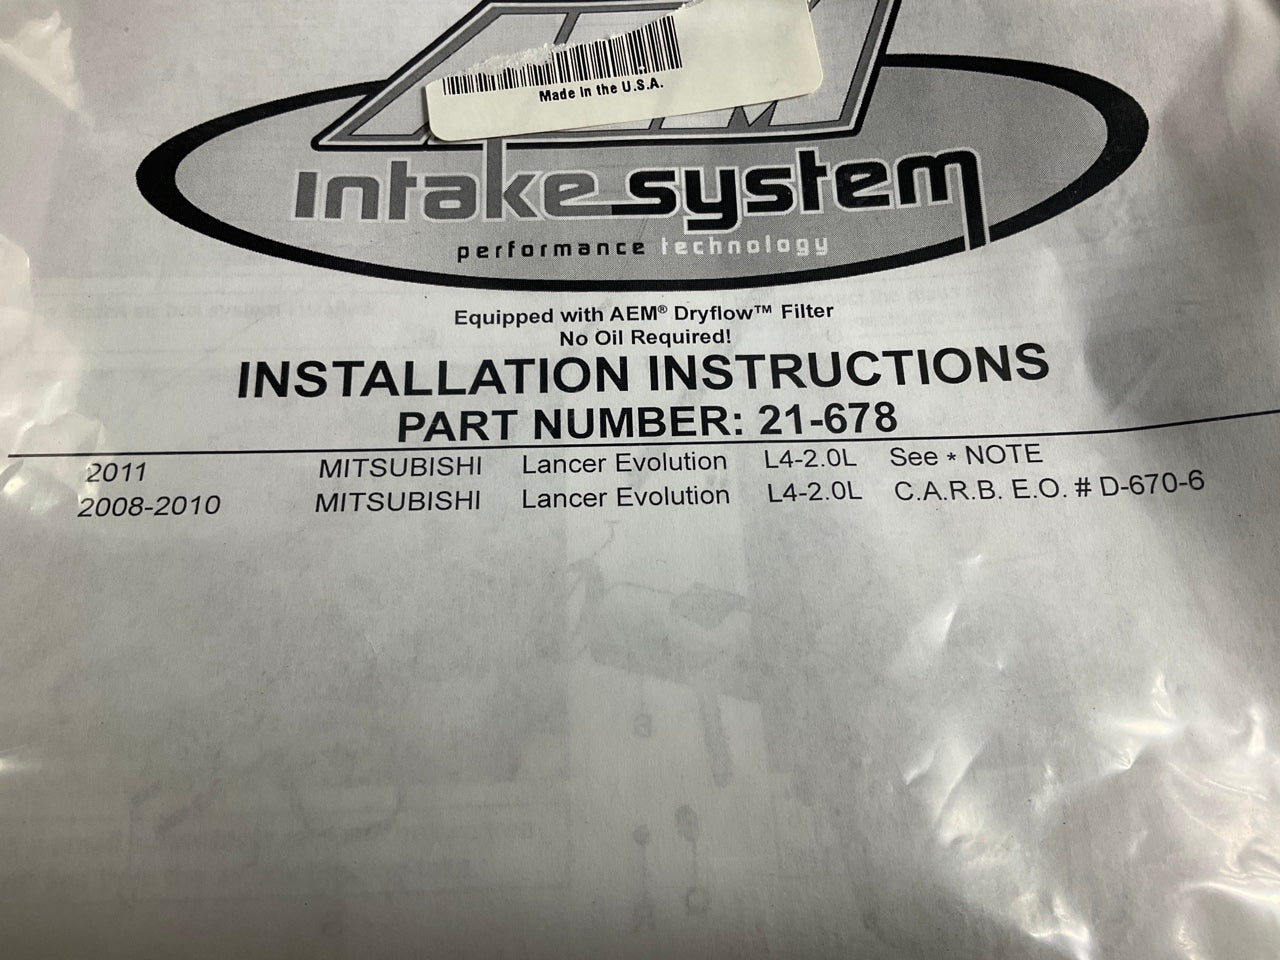 Made in the U.S.A.
intake system
performance technology
Equipped with AEM® Dryflow™ Filter
No Oil Required!
INSTALLATION INSTRUCTIONS
PART NUMBER: 21-678
2011 MITSUBISHI Lancer Evolution L4-2.0L See * NOTE
2008-2010 MITSUBISHI Lancer Evolution L4-2.0L C.A.R.B. E.O. # D-670-6